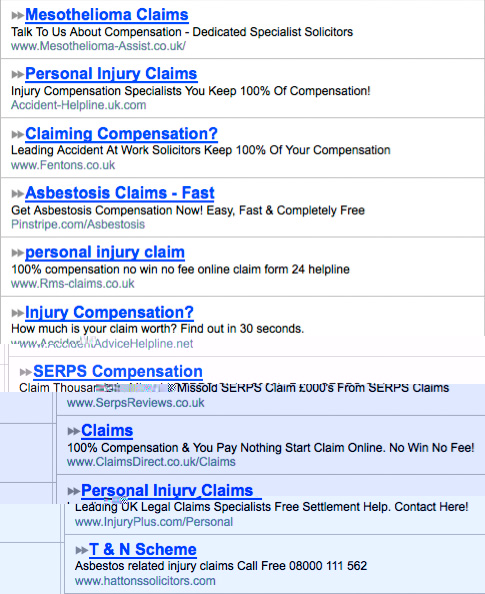 Mesothelioma Claims
Talk To Us About Compensation - Dedicated Specialist Solicitors
www.Mesothelioma-Assist.co.uk/
Personal Injury Claims
Injury Compensation Specialists You Keep 100% Of Compensation!
Accident-Helpline.uk.com
Claiming Compensation?
Leading Accident At Work Solicitors Keep 100% Of Your Compensation
www.Fentons.co.uk
Asbestosis Claims - Fast
Get Asbestosis Compensation Now! Easy, Fast & Completely Free
Pinstripe.com/Asbestosis
personal injury claim
100% compensation no win no fee online claim form 24 helpline
www.Rms-claims.co.uk
Injury Compensation?
How much is your claim worth? Find out in 30 seconds.
www.AccidentAdviceHelpline.net
SERPS Compensation
Claim Missold SERPS Claim £000's From SERPS Claims
www.SerpsReviews.co.uk
Claims
100% Compensation & You Pay Nothing Start Claim Online. No Win No Fee!
www.ClaimsDirect.co.uk/Claims
Personal Injury Claims
Leading UK Legal Claims Specialists Free Settlement Help. Contact Here!
www.InjuryPlus.com/Personal
T & N Scheme
Asbestos related injury claims Call Free 08000 111 562
www.hattonssolicitors.com